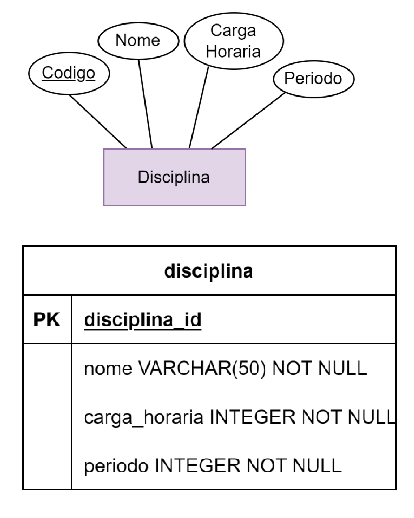 Codigo
Nome
Carga
Horaria
Periodo
Disciplina
disciplina
PK disciplina_id
nome VARCHAR(50) NOT NULL
carga_horaria INTEGER NOT NULL
periodo INTEGER NOT NULL